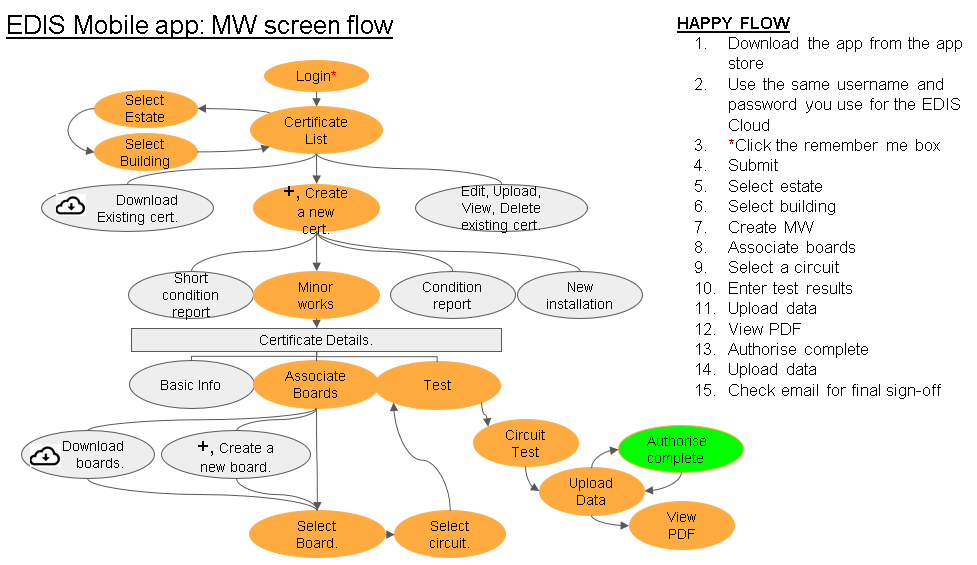 EDIS Mobile app: MW screen flow
Login*
Select
Estate
Certificate
List
Select
Building
Download
Existing cert.
+, Create
a new
cert.
Edit, Upload,
View, Delete
existing cert.
Short
condition
report
Minor
works
Condition
report
New
installation
Certificate Details.
Basic Info
Associate
Boards
Test
Download
boards.
+, Create a
new board.
Circuit
Test
Authorise
complete
Upload
Data
View
PDF
Select
Board.
Select
circuit.
HAPPY FLOW
1. Download the app from the app
store
2. Use the same username and
password you use for the EDIS
Cloud
3. *Click the remember me box
4. Submit
5. Select estate
6. Select building
7. Create MW
8. Associate boards
9. Select a circuit
10. Enter test results
11. Upload data
12. View PDF
13. Authorise complete
14. Upload data
15. Check email for final sign-off